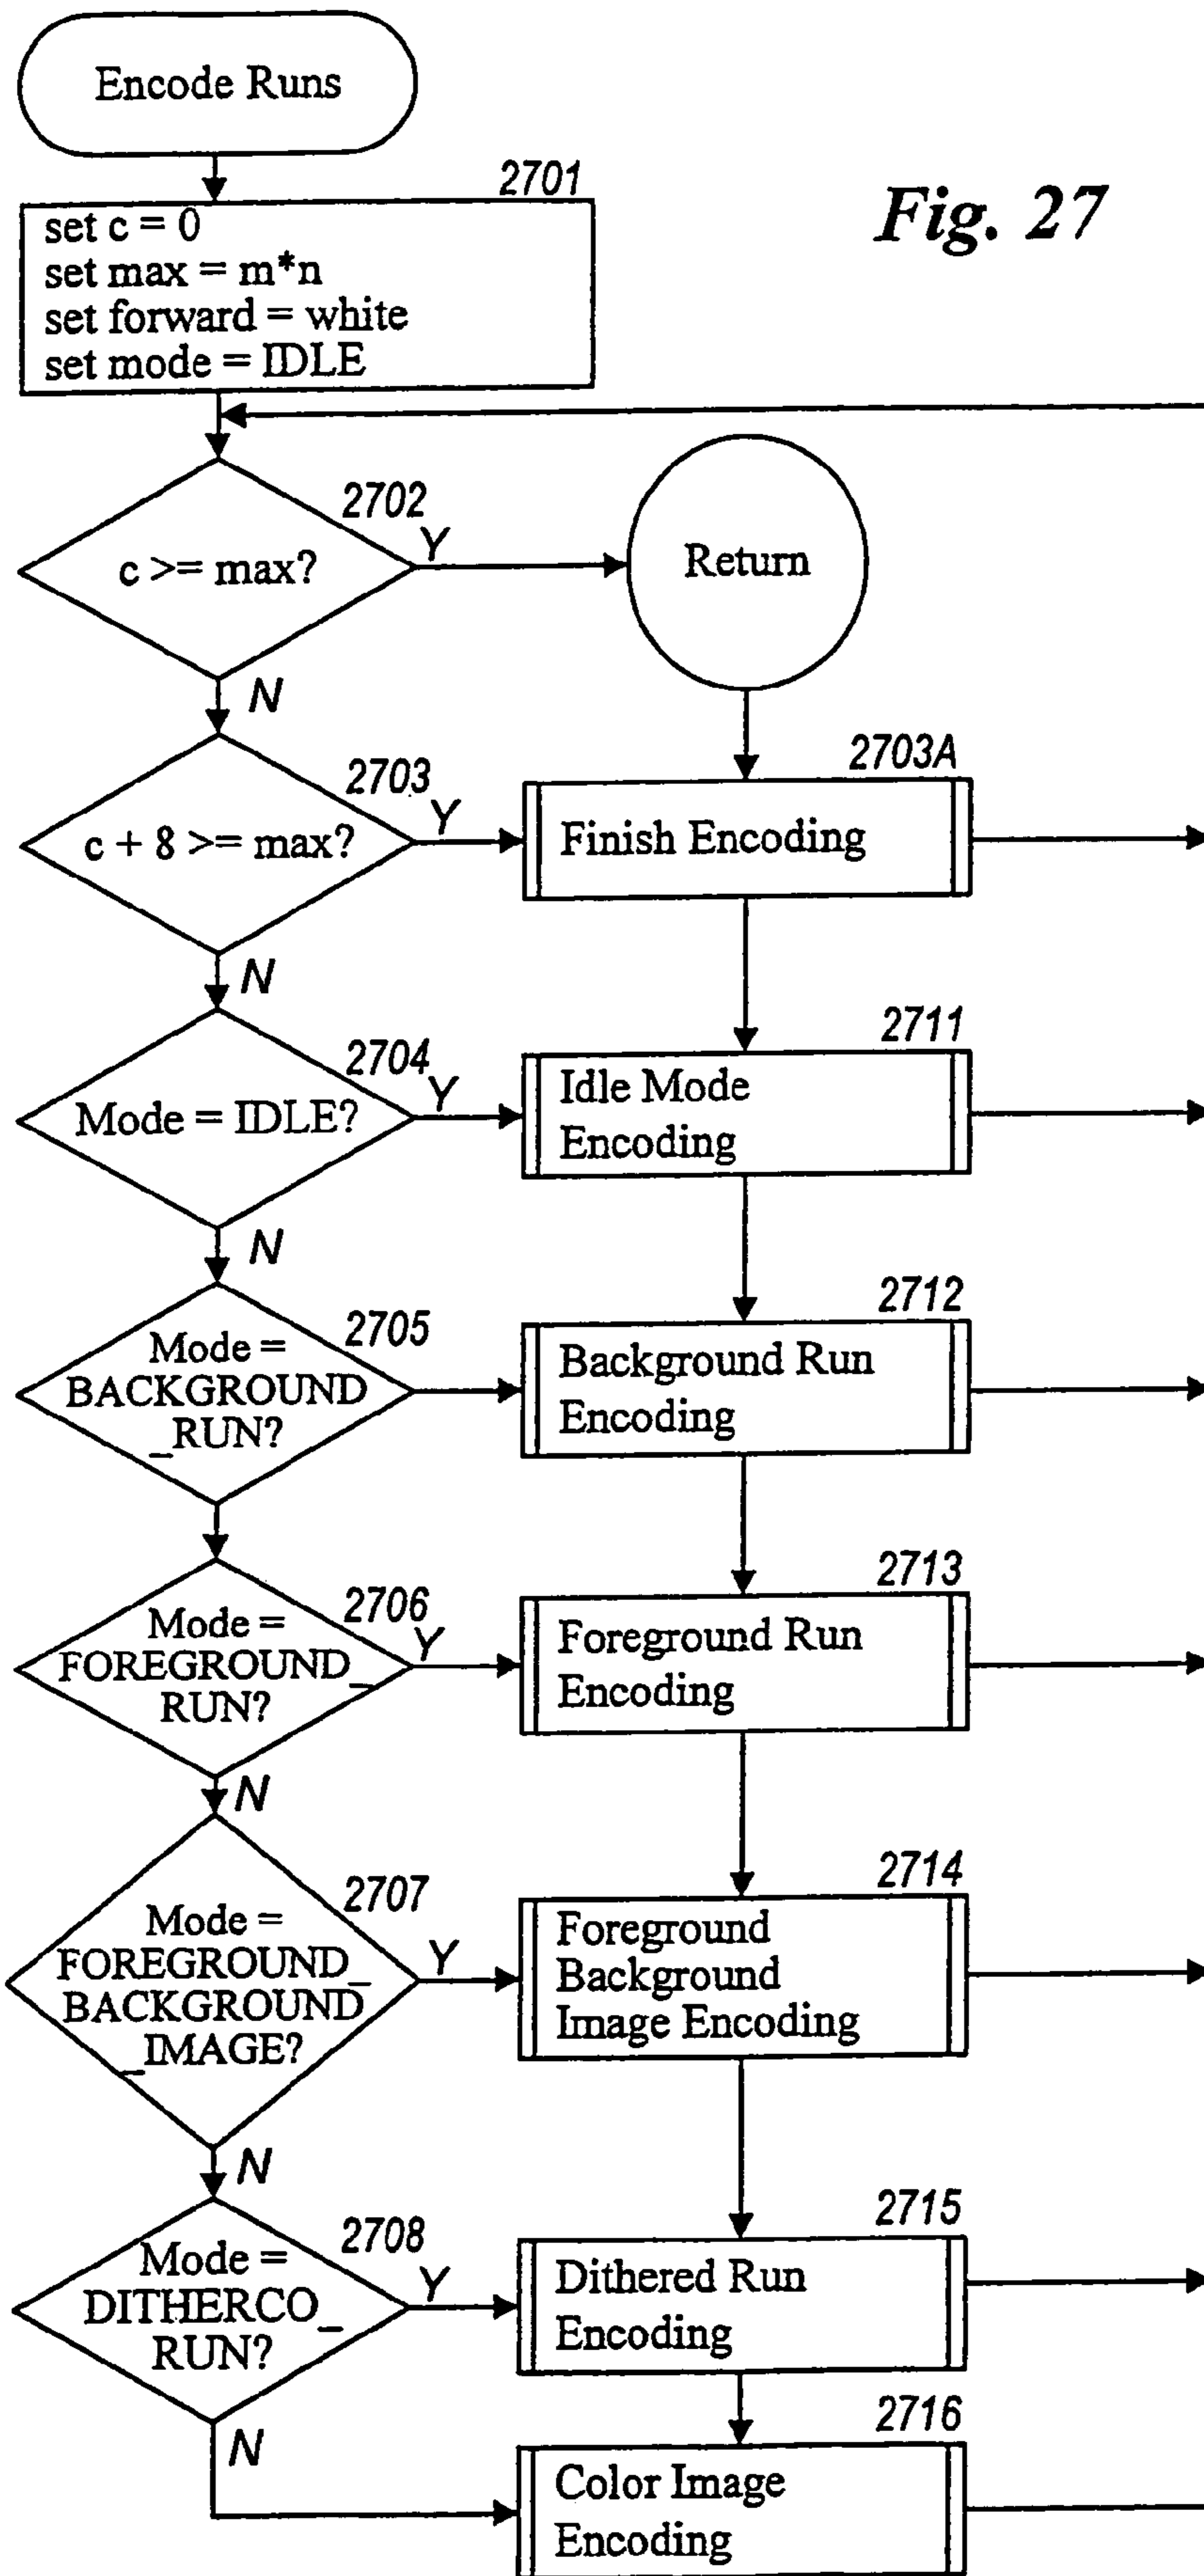 Encode Runs
2701
Fig. 27
set c = 0
set max = m*n
set forward = white
set mode = IDLE
2702
c >= max?
Y
Return
N
2703
c + 8 >= max?
Y
2703A
Finish Encoding
N
2704
Mode = IDLE?
Y
2711
Idle Mode
Encoding
N
2705
Mode =
BACKGROUND
_RUN?
2712
Background Run
Encoding
2706
Mode =
FOREGROUND_
RUN?
Y
2713
Foreground Run
Encoding
N
2707
Mode =
FOREGROUND_
BACKGROUND
_IMAGE?
Y
2714
Foreground
Background
Image Encoding
N
2708
Mode =
DITHERCO_
RUN?
Y
2715
Dithered Run
Encoding
N
2716
Color Image
Encoding